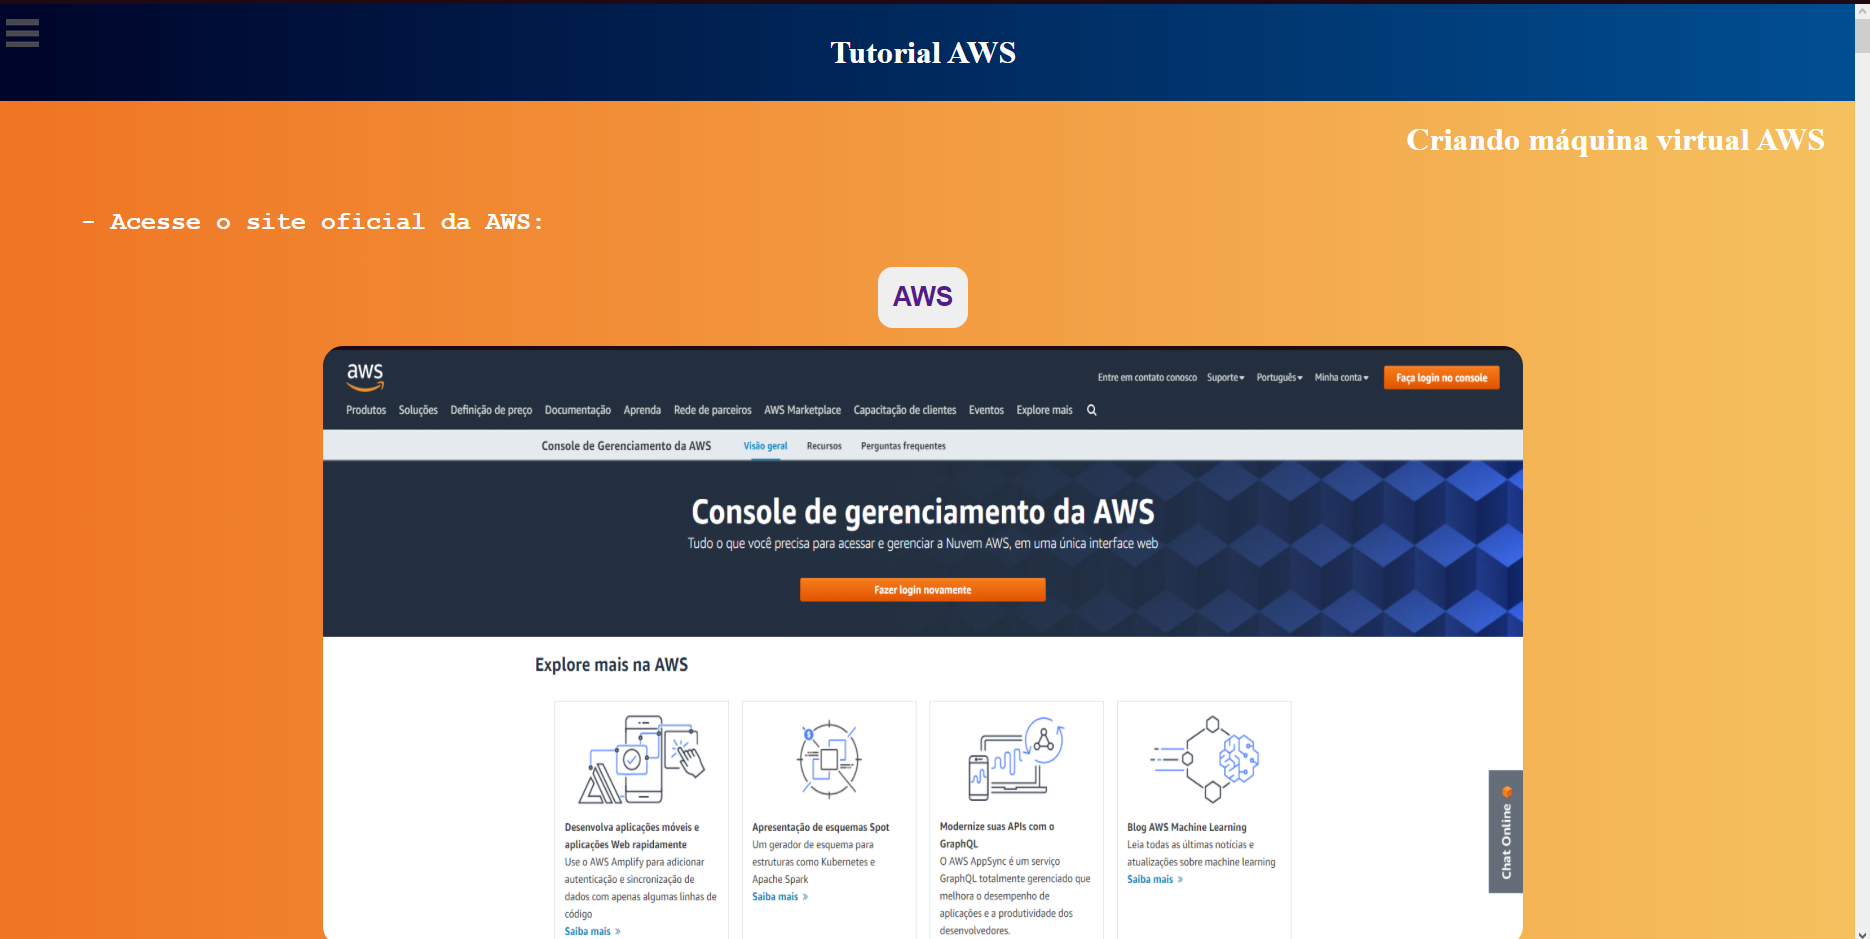 Tutorial AWS
Criando máquina virtual AWS
- Acesse o site oficial da AWS:
AWS
aws
Entre em contato conosco Suporte Português Minha conta Faça login no console
Produtos Soluções Definição de preço Documentação Aprenda Rede de parceiros AWS Marketplace Capacitação de clientes Eventos Explore mais
Console de Gerenciamento da AWS Visão geral Recursos Perguntas frequentes
Console de gerenciamento da AWS
Tudo o que você precisa para acessar e gerenciar a Nuvem AWS, em uma única interface web
Fazer login novamente
Explore mais na AWS
Desenvolva aplicações móveis e
aplicações Web rapidamente
Use o AWS Amplify para adicionar
autenticação e sincronização de
dados com apenas algumas linhas de
código
Saiba mais »
Apresentação de esquemas Spot
Um gerador de esquema para
estruturas como Kubernetes e
Apache Spark
Saiba mais »
Modernize suas APIs com o
GraphQL
O AWS AppSync é um serviço
GraphQL totalmente gerenciado que
melhora o desempenho de
aplicações e a produtividade dos
desenvolvedores.
Blog AWS Machine Learning
Leia todas as últimas notícias e
atualizações sobre machine learning
Saiba mais »
Chat Online